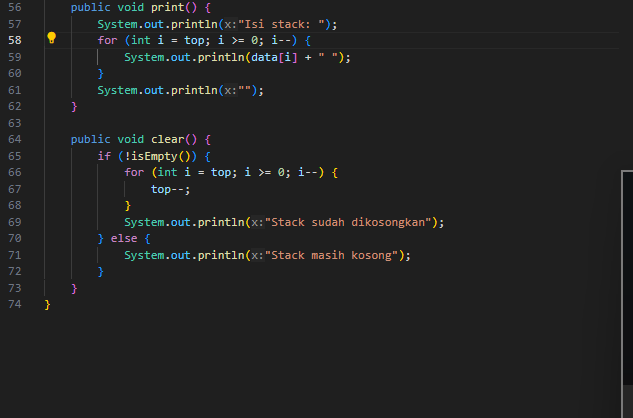 56 public void print() {
57 System.out.println(x:"Isi stack: ");
58 for (int i = top; i >= 0; i--) {
59 System.out.println(data[i] + " ");
60 }
61 System.out.println(x:"");
62 }
63
64 public void clear() {
65 if (!isEmpty()) {
66 for (int i = top; i >= 0; i--) {
67 top--;
68 }
69 System.out.println(x:"Stack sudah dikosongkan");
70 } else {
71 System.out.println(x:"Stack masih kosong");
72 }
73 }
74 }